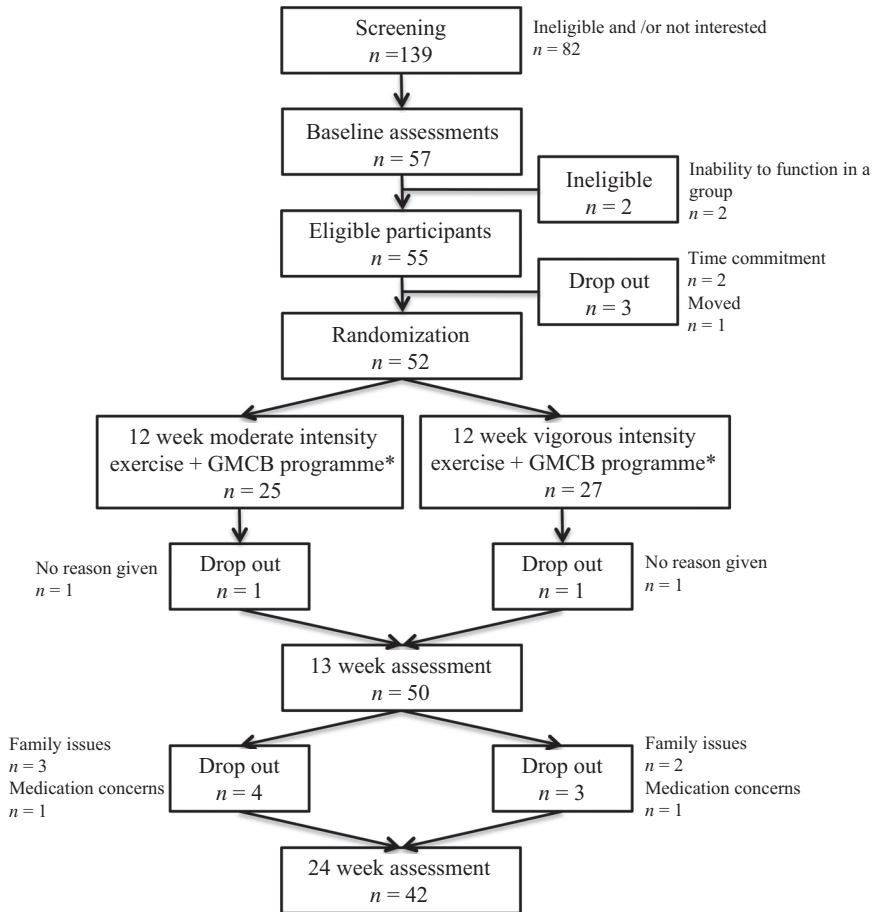 Screening
n =139
Ineligible and /or not interested
n = 82
Baseline assessments
n = 57
Ineligible
n = 2
Inability to function in a
group
n = 2
Eligible participants
n = 55
Drop out
n = 3
Time commitment
n = 2
Moved
n = 1
Randomization
n = 52
12 week moderate intensity
exercise + GMCB programme*
n = 25
12 week vigorous intensity
exercise + GMCB programme*
n = 27
No reason given
n = 1
Drop out
n = 1
Drop out
n = 1
No reason given
n = 1
13 week assessment
n = 50
Family issues
n = 3
Medication concerns
n = 1
Drop out
n = 4
Drop out
n = 3
Family issues
n = 2
Medication concerns
n = 1
24 week assessment
n = 42